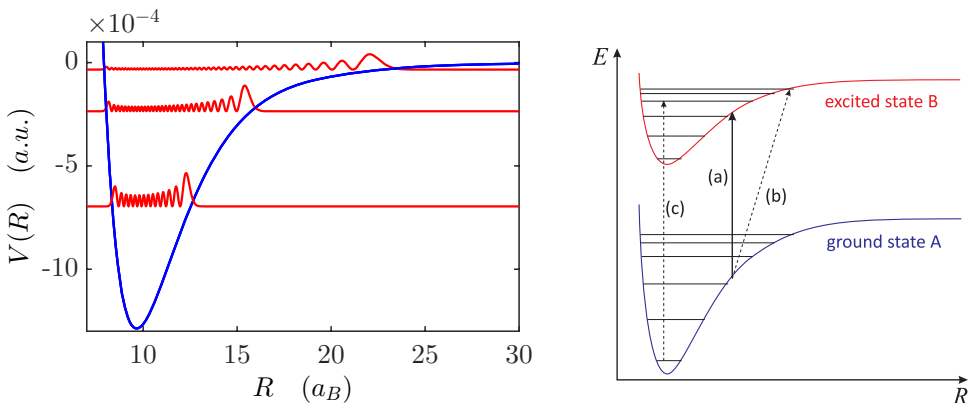 ×10⁻⁴
0
-5
-10
V(R) (a.u.)
10 15 20 25 30
R (a_B)
E
excited state B
(a)
(b)
(c)
ground state A
R